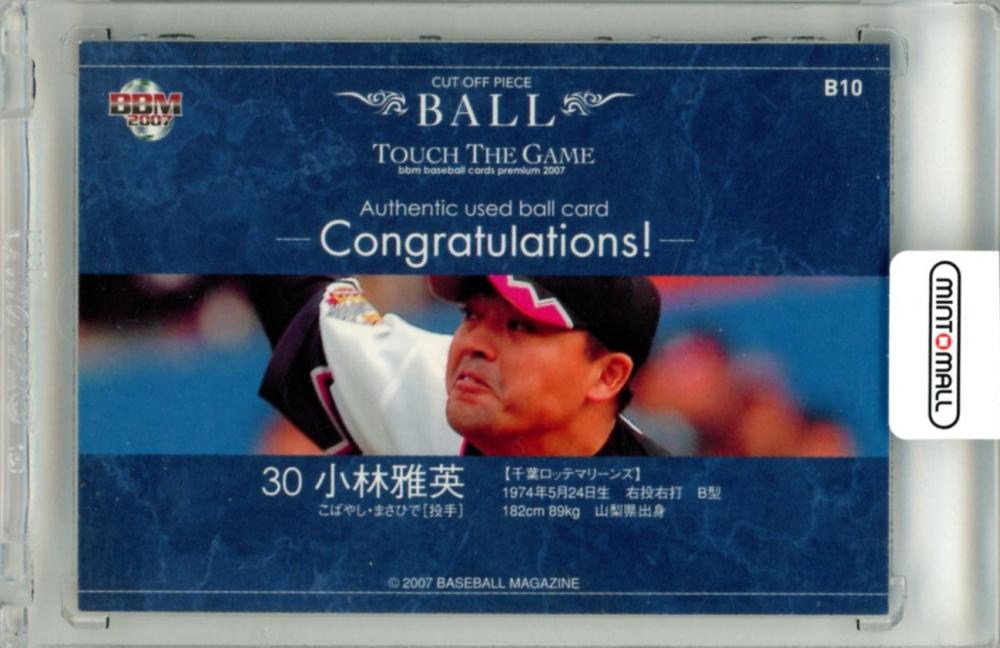 BBM
2007
CUT OFF PIECE
BALL
B10
TOUCH THE GAME
bbm baseball cards premium 2007
Authentic used ball card
Congratulations!
MINTOMALL
30 小林雅英
こばやし・まさひで[投手]
【千葉ロッテマリーンズ】
1974年5月24日生 右投右打 B型
182cm 89kg 山梨県出身
© 2007 BASEBALL MAGAZINE